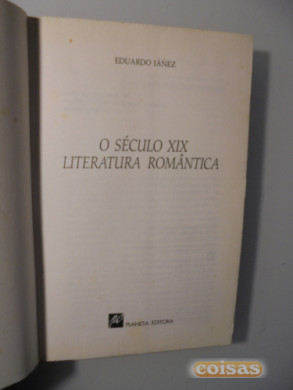 EDUARDO IÁÑEZ
O SÉCULO XIX
LITERATURA ROMÂNTICA
PLANETA EDITORA
coisas